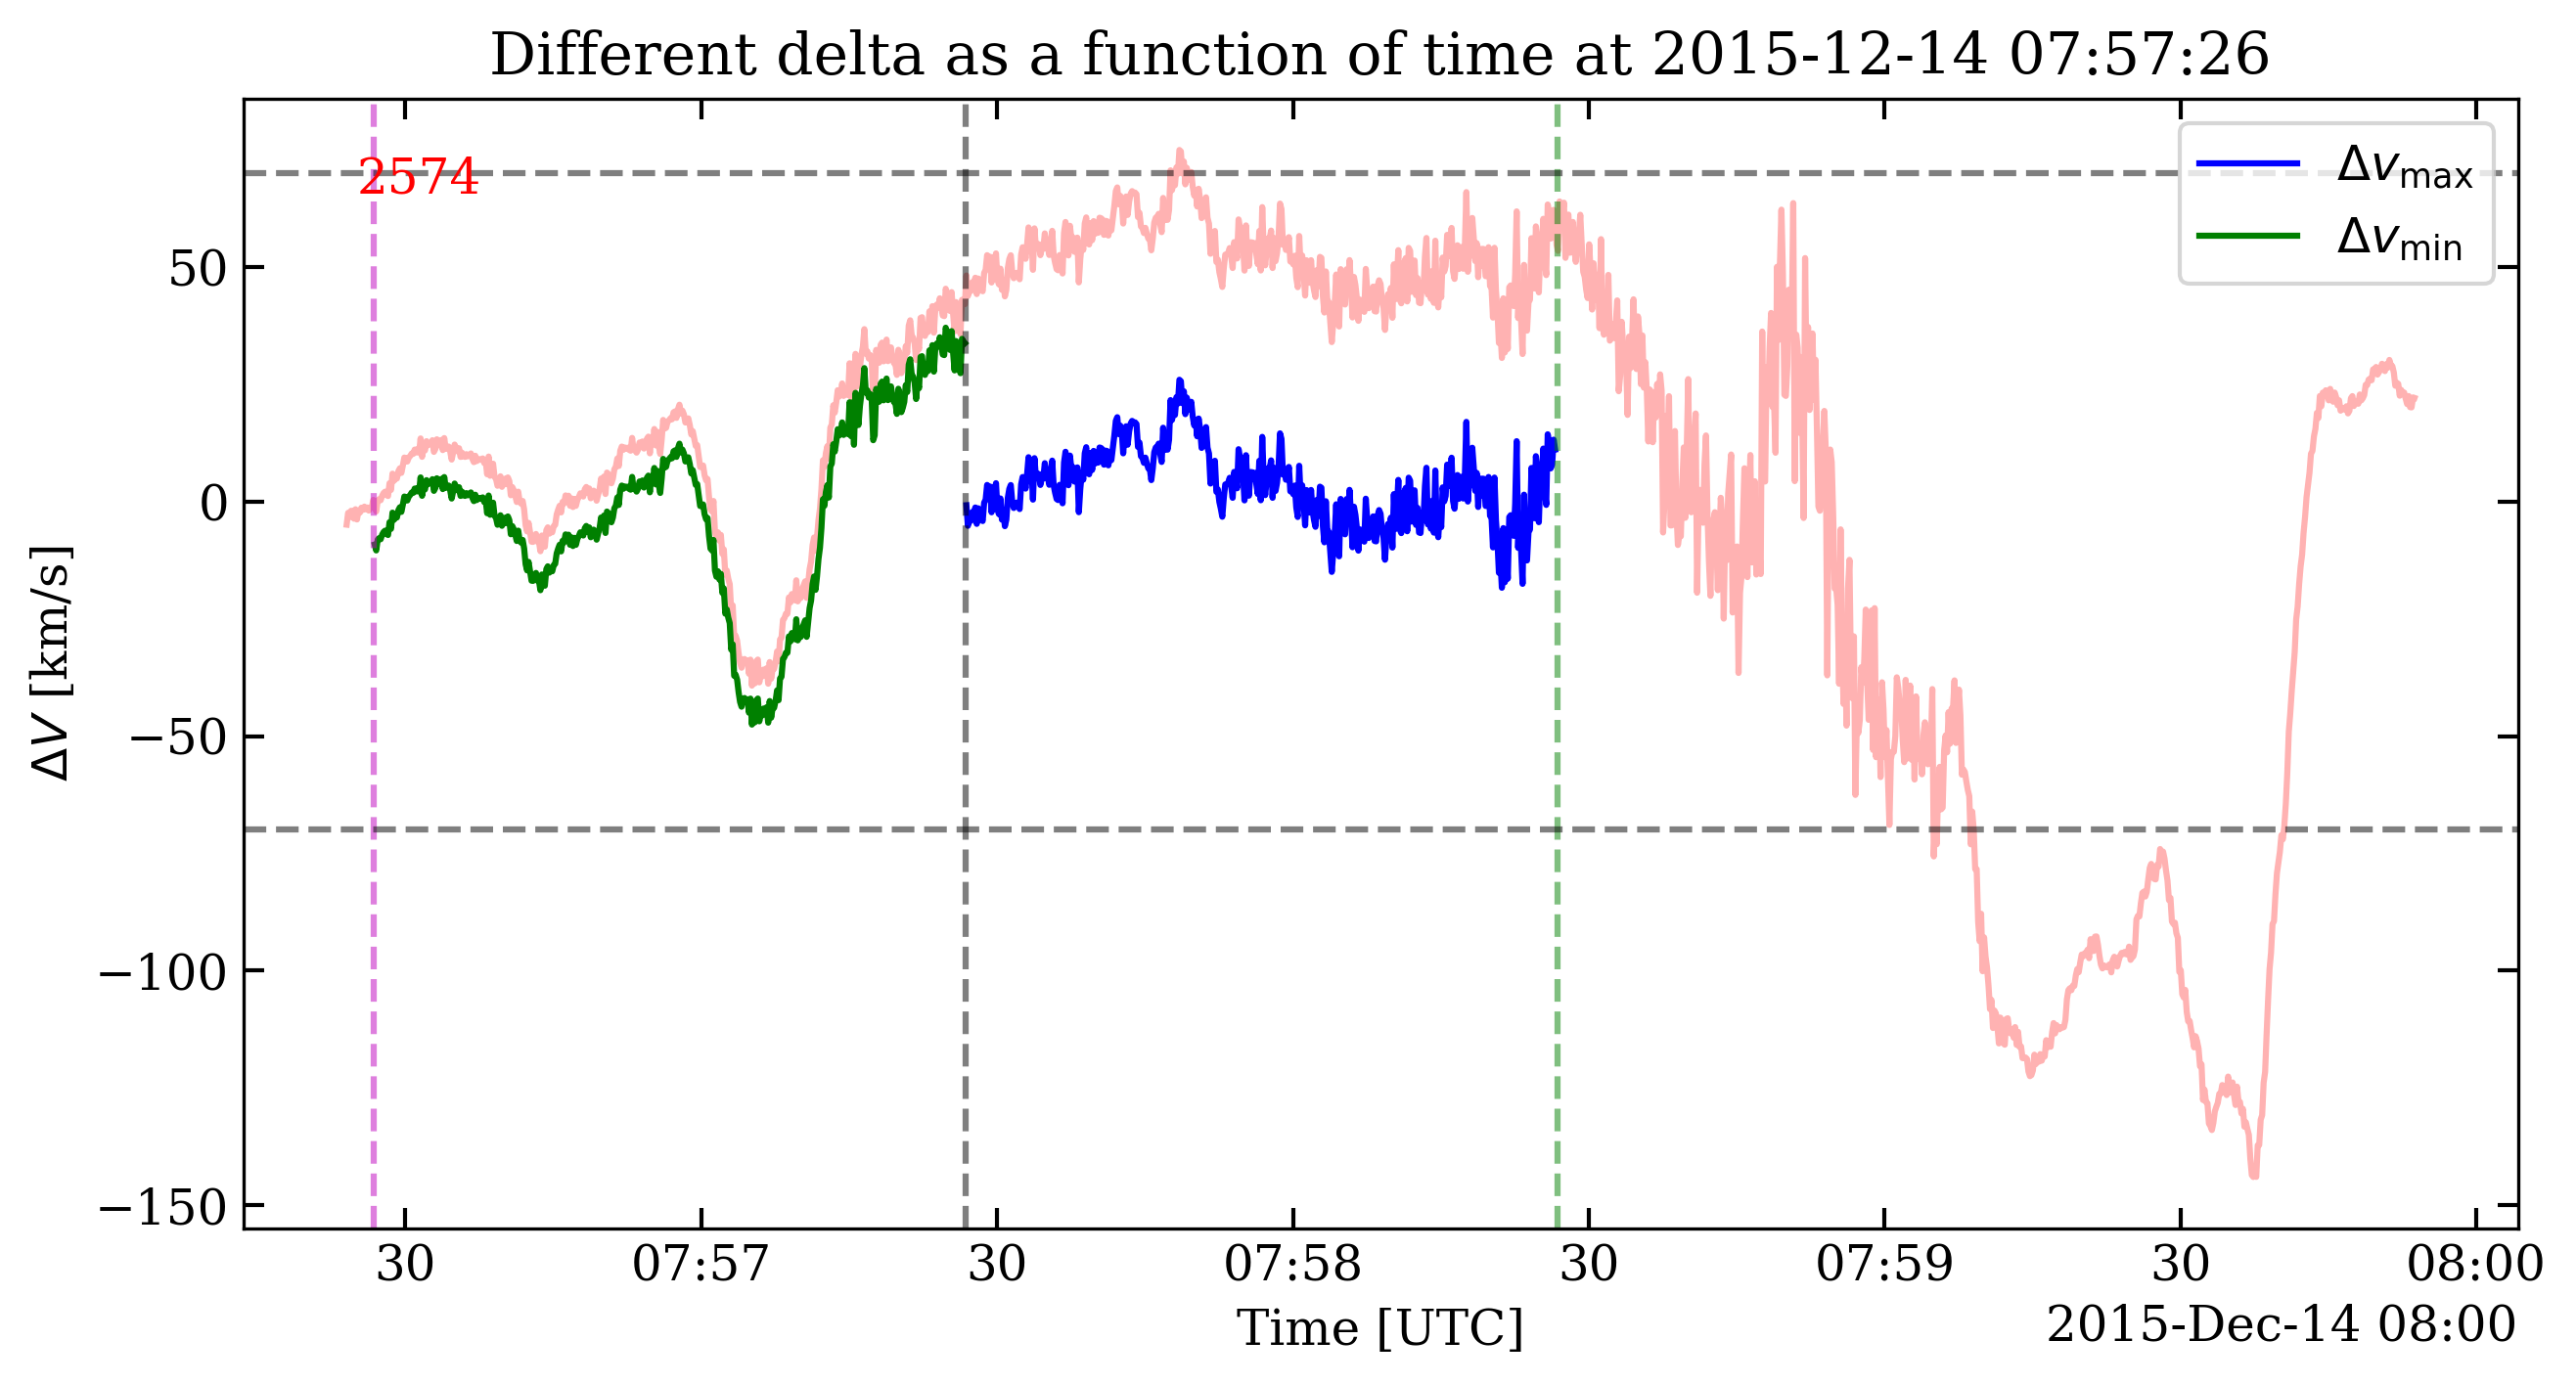 Different delta as a function of time at 2015-12-14 07:57:26
2574
Δv_max
Δv_min
50
0
−50
−100
−150
ΔV [km/s]
30 07:57 30 07:58 30 07:59 30 08:00
Time [UTC]
2015-Dec-14 08:00